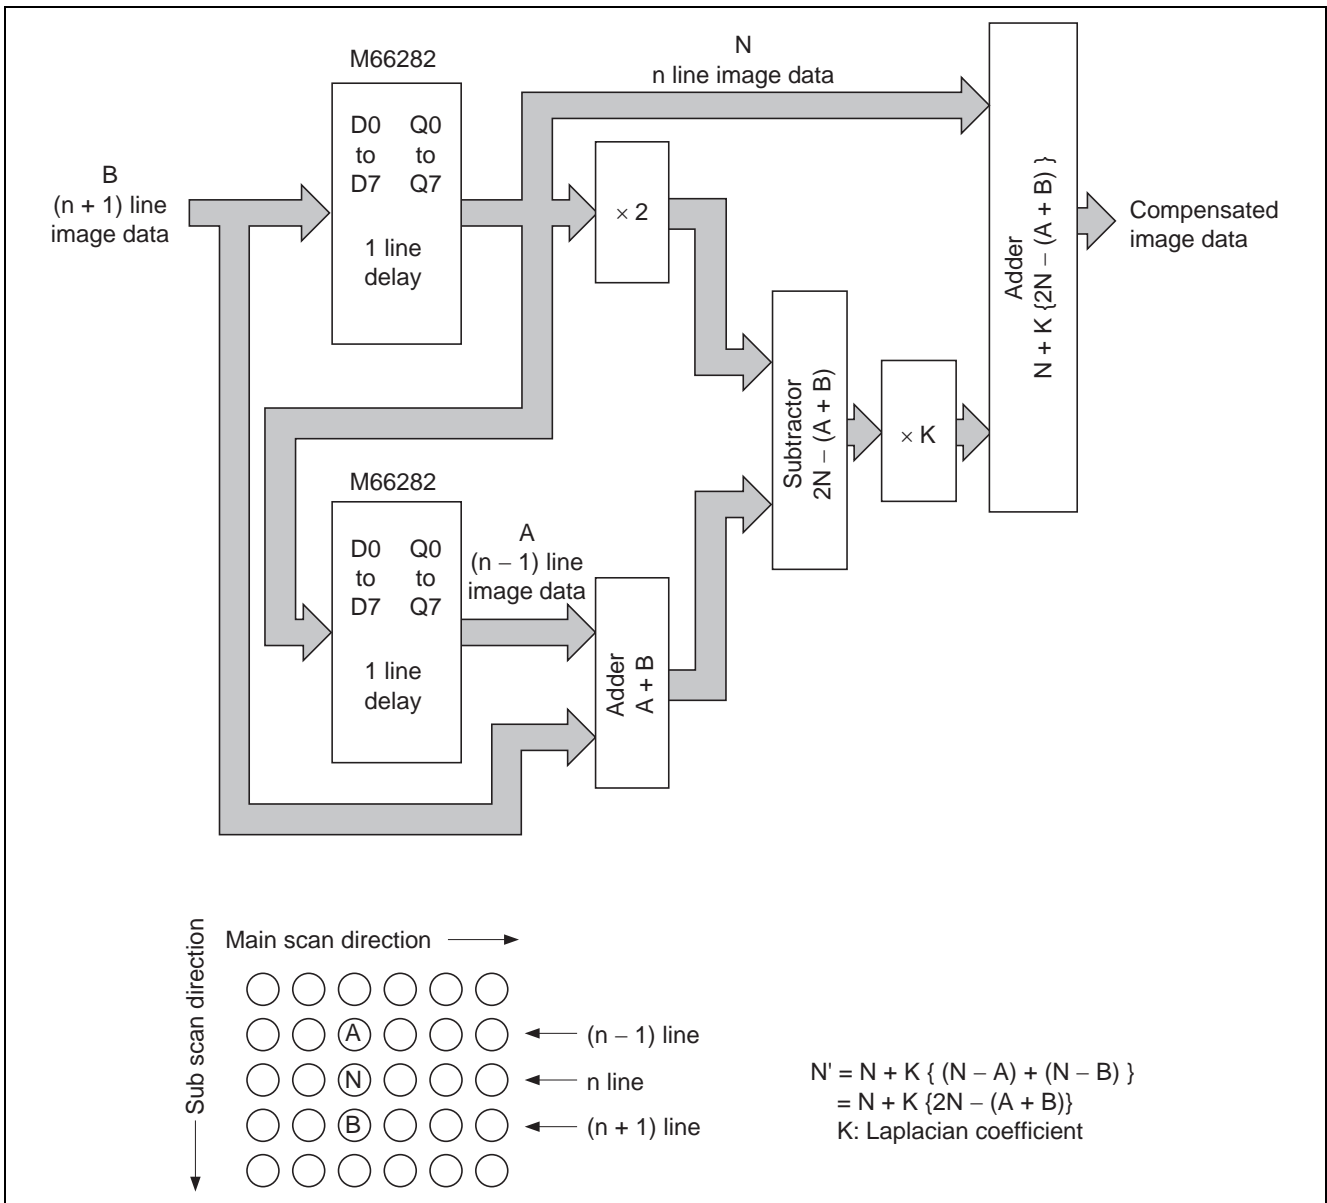 M66282
D0 Q0
to to
D7 Q7
1 line
delay
N
n line image data
B
(n + 1) line
image data
× 2
Adder
N + K {2N – (A + B) }
Compensated
image data
Subtractor
2N – (A + B)
× K
M66282
D0 Q0
to to
D7 Q7
1 line
delay
A
(n – 1) line
image data
Adder
A + B
Sub scan direction
Main scan direction
A
(n – 1) line
N
n line
B
(n + 1) line
N' = N + K { (N – A) + (N – B) }
= N + K {2N – (A + B)}
K: Laplacian coefficient